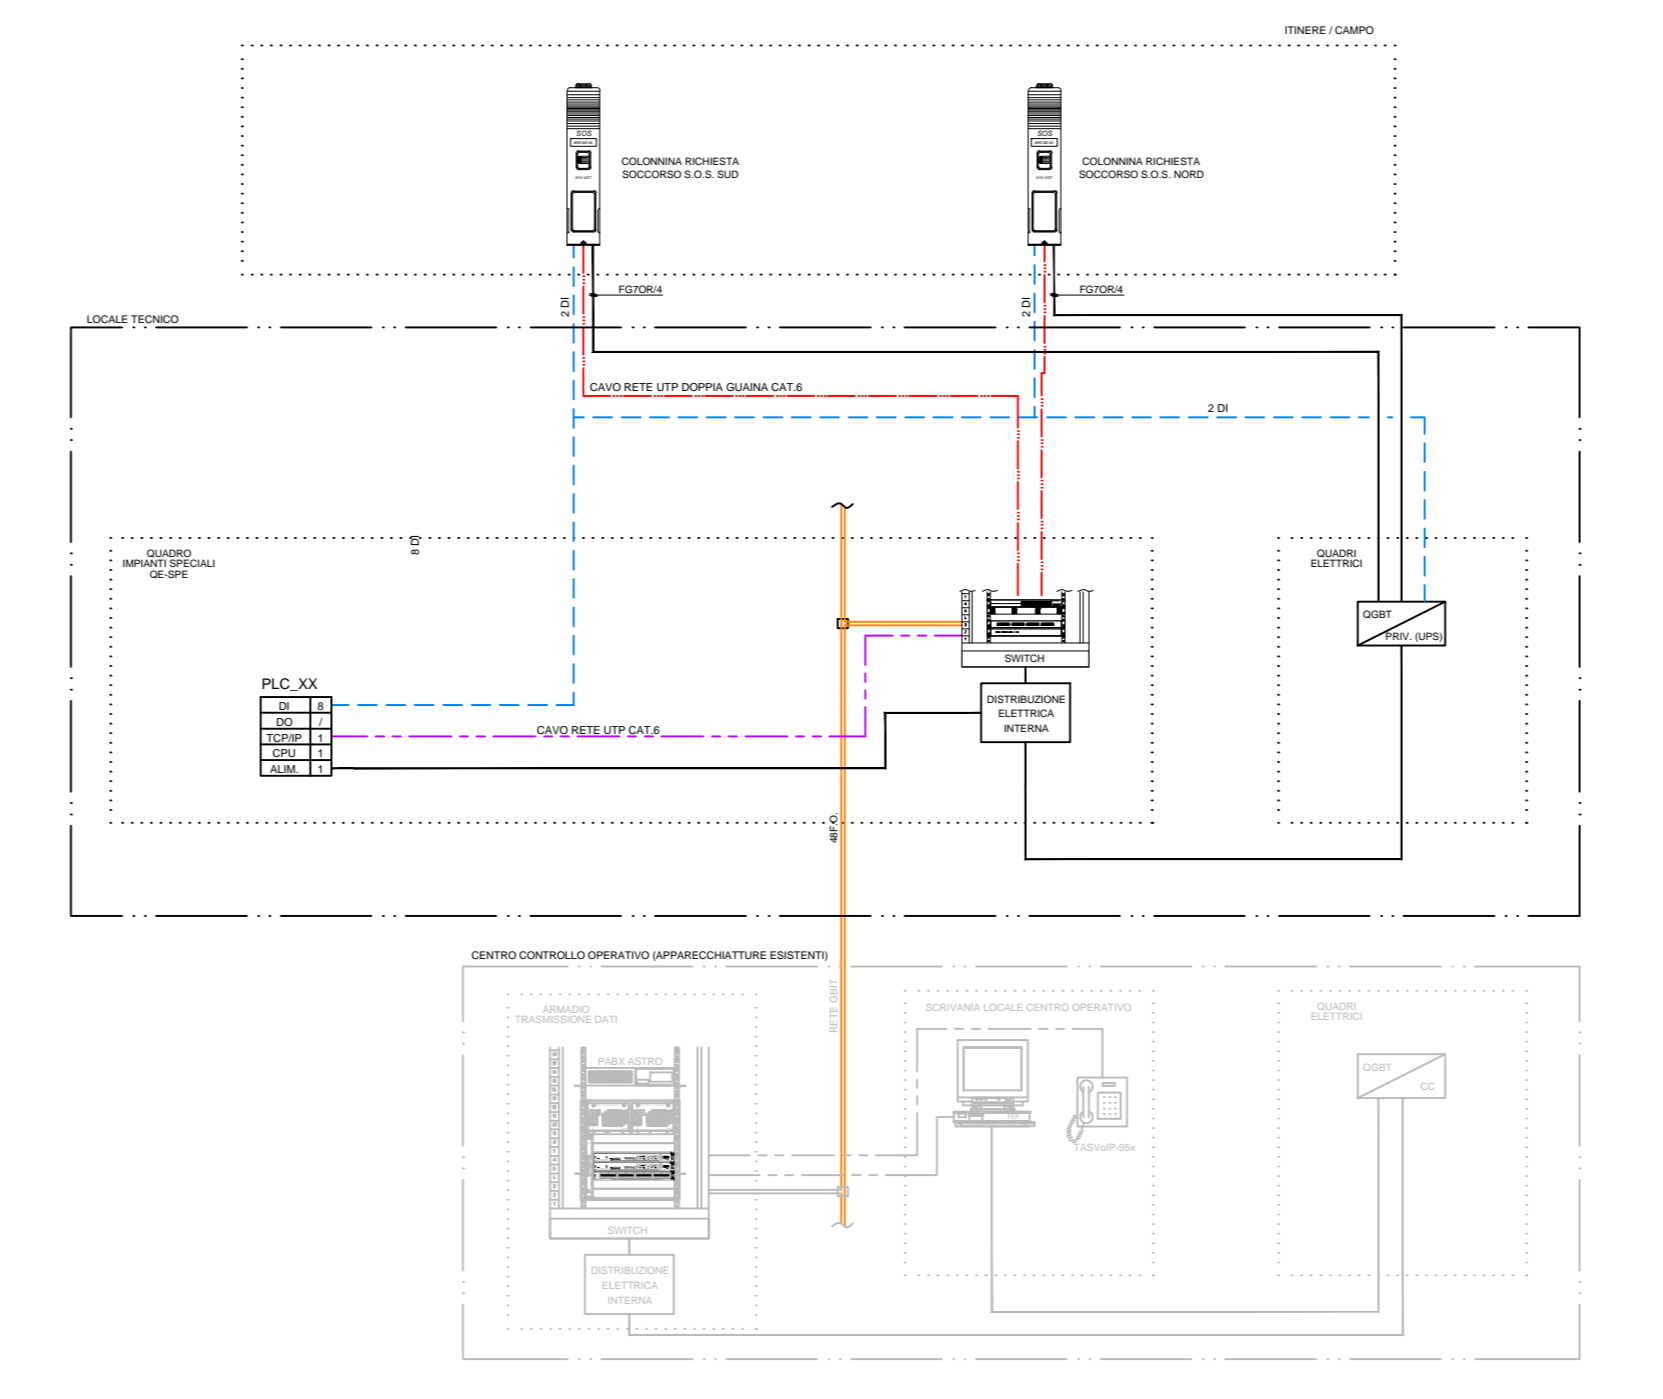 ITINERE / CAMPO
SOS
SOS
COLONNINA RICHIESTA
SOCCORSO S.O.S. SUD
COLONNINA RICHIESTA
SOCCORSO S.O.S. NORD
2 DI
FG7OR/4
2 DI
FG7OR/4
LOCALE TECNICO
CAVO RETE UTP DOPPIA GUAINA CAT.6
2 DI
8 DI
QUADRO
IMPIANTI SPECIALI
QE-SPE
QUADRI
ELETTRICI
QGBT
PRIV. (UPS)
SWITCH
PLC_XX
DI 8
DO /
TCP/IP 1
CPU 1
ALIM. 1
CAVO RETE UTP CAT.6
DISTRIBUZIONE
ELETTRICA
INTERNA
48F.O.
CENTRO CONTROLLO OPERATIVO (APPARECCHIATURE ESISTENTI)
RETE GBIT
ARMADIO
TRASMISSIONE DATI
PABX ASTRO
SCRIVANIA LOCALE CENTRO OPERATIVO
QUADRI
ELETTRICI
QGBT
CC
TASVoIP-95x
SWITCH
DISTRIBUZIONE
ELETTRICA
INTERNA